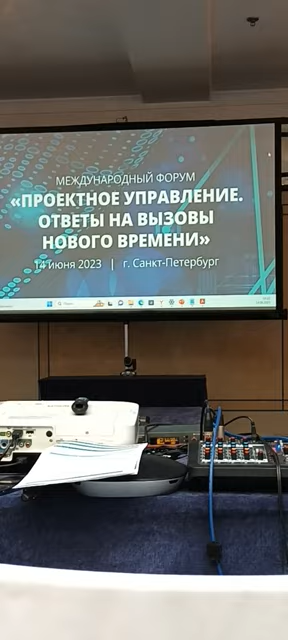 МЕЖДУНАРОДНЫЙ ФОРУМ
«ПРОЕКТНОЕ УПРАВЛЕНИЕ.
ОТВЕТЫ НА ВЫЗОВЫ
НОВОГО ВРЕМЕНИ»
14 июня 2023 | г. Санкт-Петербург